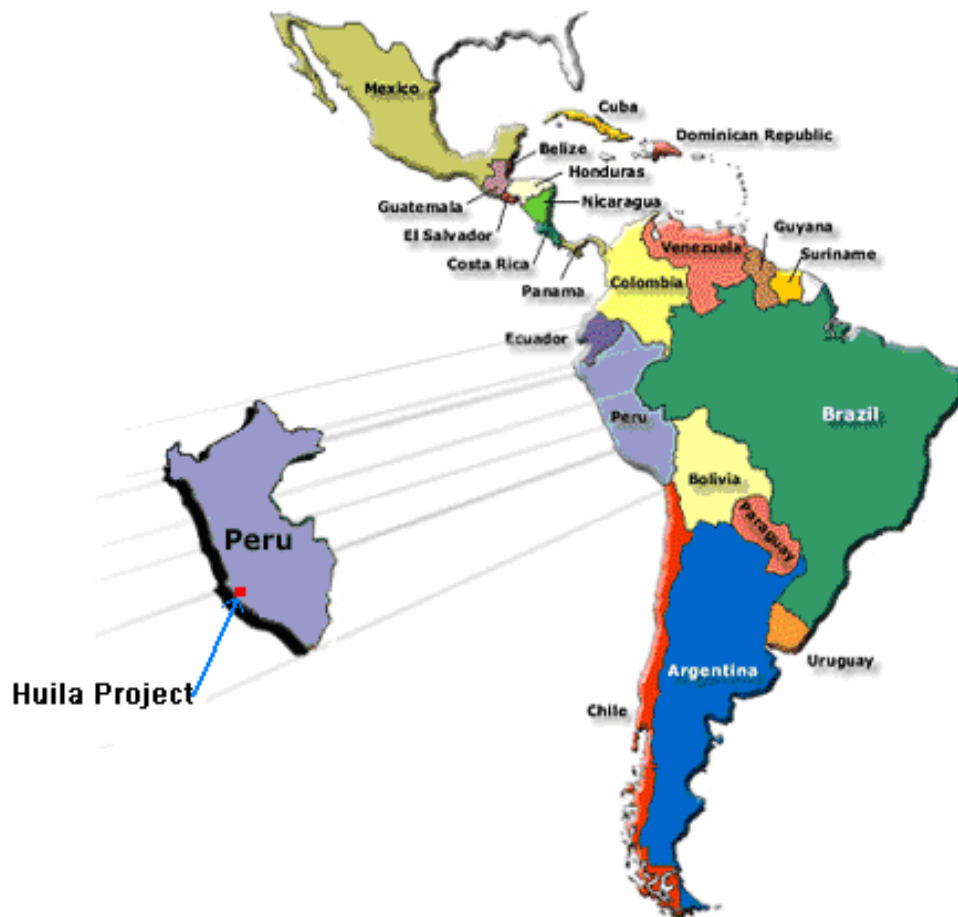 Mexico
Cuba
Dominican Republic
Belize
Honduras
Guatemala
Nicaragua
El Salvador
Guyana
Venezuela
Costa Rica
Suriname
Panama
Colombia
Ecuador
Peru
Brazil
Bolivia
Paraguay
Peru
Uruguay
Argentina
Huila Project
Chile